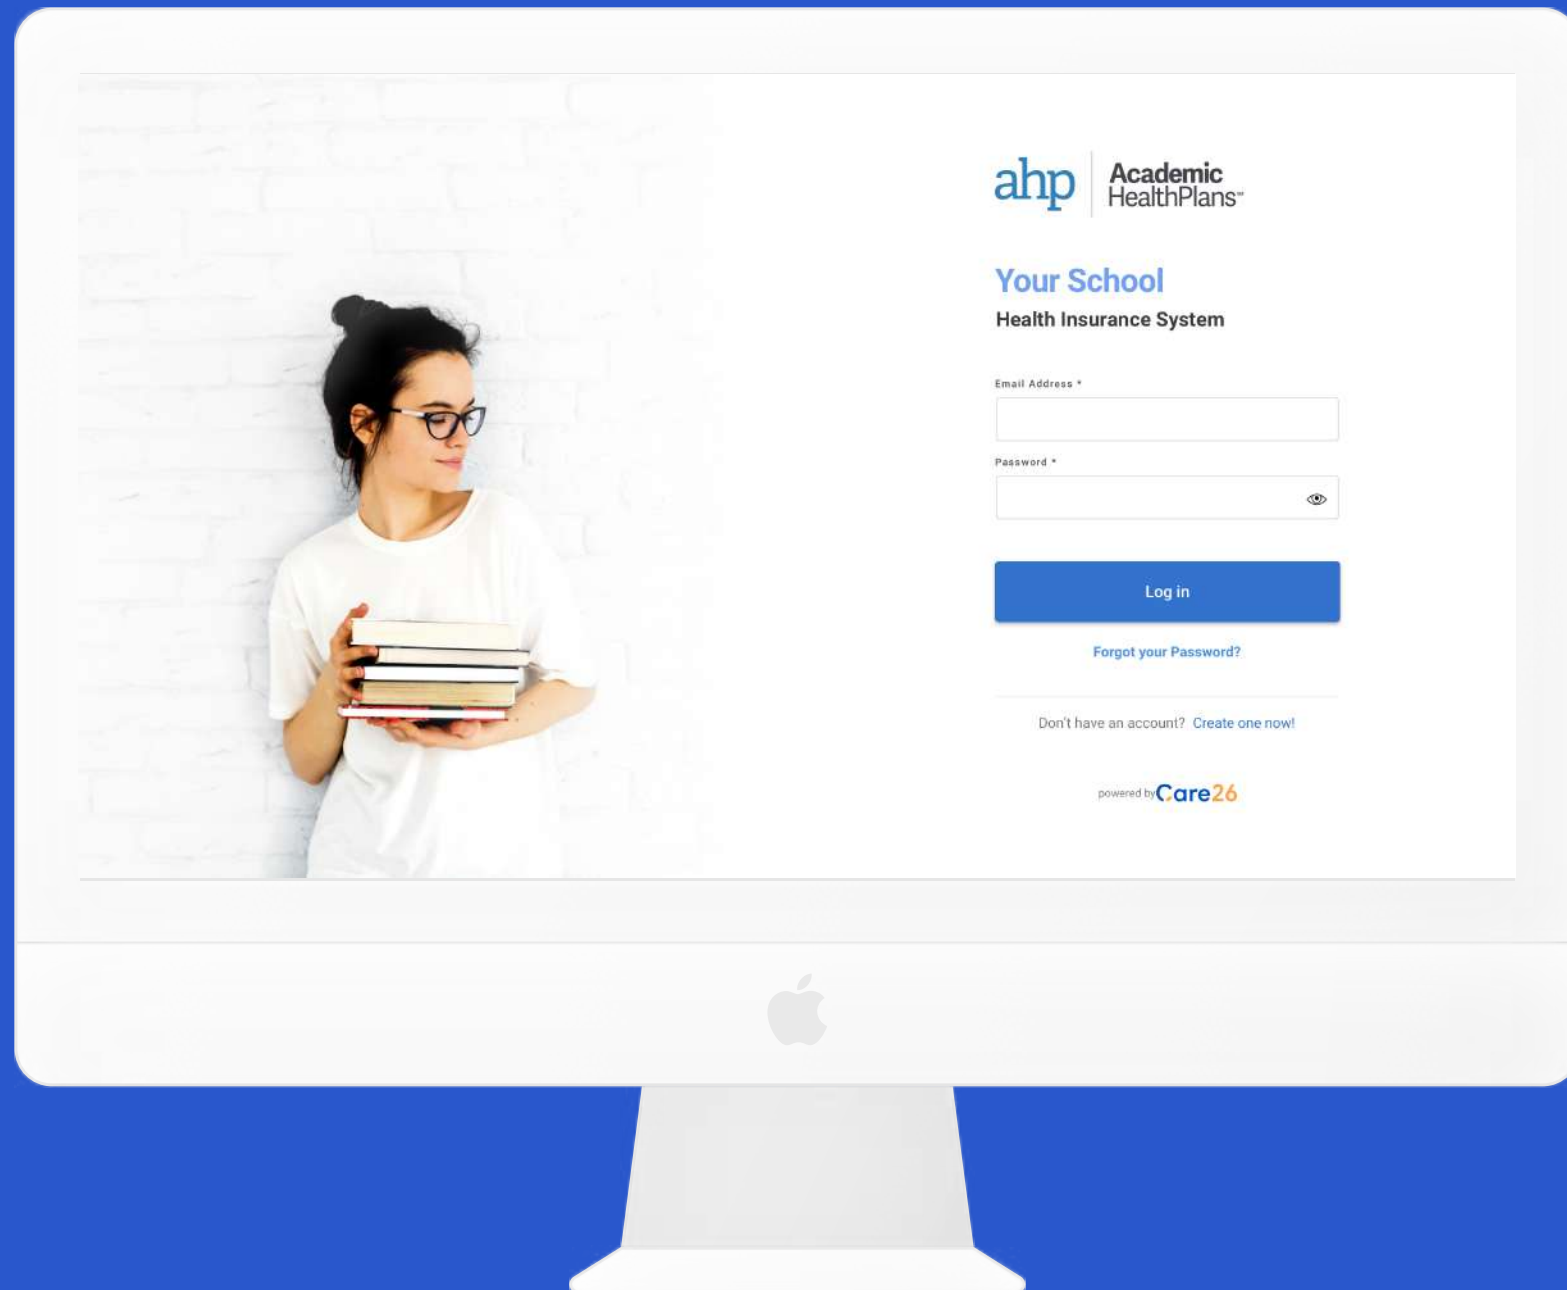 ahp
Academic
HealthPlans℠
Your School
Health Insurance System
Email Address *
Password *
Log in
Forgot your Password?
Don't have an account? Create one now!
powered by Care26